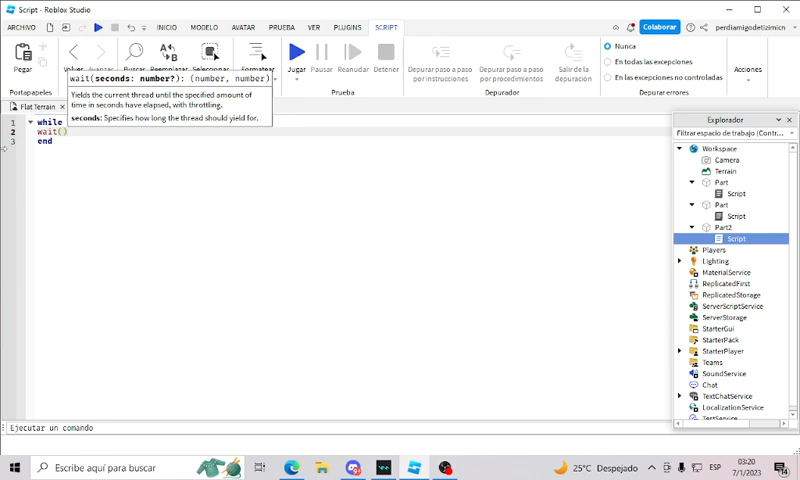 Script - Roblox Studio
ARCHIVO INICIO MODELO AVATAR PRUEBA VER PLUGINS SCRIPT Colaborar perdiamigodetizimicn
Pegar
Portapapeles
Volver Avanzar Buscar Reemplazar Seleccionar Formatear
Jugar Pausar Reanudar Detener
Prueba
Depurar paso a paso por instrucciones
Depurar paso a paso por procedimientos
Salir de la depuración
Depurador
Nunca
En todas las excepciones
En las excepciones no controladas
Depurar errores
Acciones
wait(seconds: number?): (number, number)
Yields the current thread until the specified amount of
time in seconds have elapsed, with throttling.
seconds: Specifies how long the thread should yield for.
Flat Terrain
1 while
2 wait()
3 end
Explorador
Filtrar espacio de trabajo (Contr...
Workspace
Camera
Terrain
Part
Script
Part
Script
Part2
Script
Players
Lighting
MaterialService
ReplicatedFirst
ReplicatedStorage
ServerScriptService
ServerStorage
StarterGui
StarterPack
StarterPlayer
Teams
SoundService
Chat
TextChatService
LocalizationService
TestService
Ejecutar un comando
Escribe aquí para buscar
25°C Despejado
ESP
03:20
7/1/2023